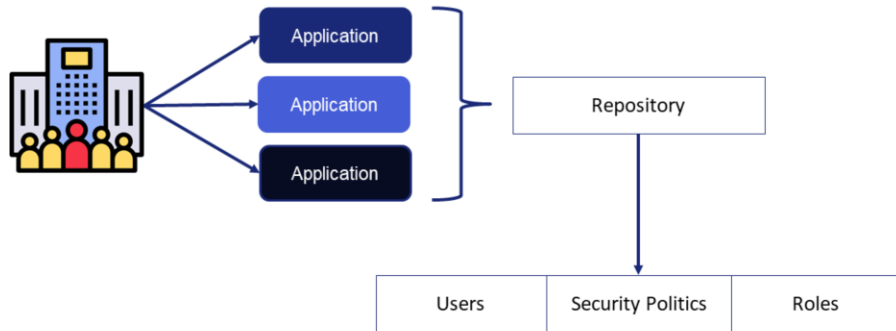 Application
Application
Application
Repository
Users
Security Politics
Roles